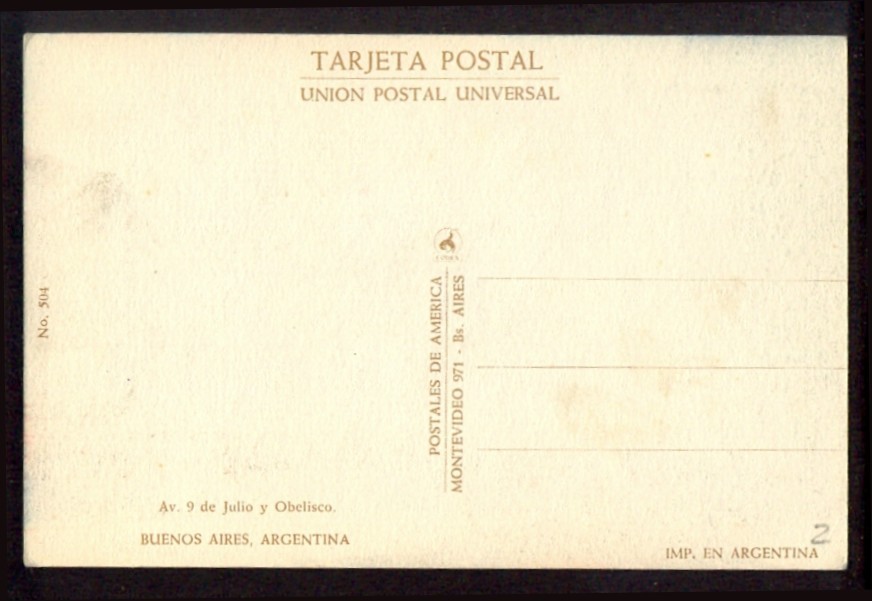 TARJETA POSTAL
UNION POSTAL UNIVERSAL
No. 504
POSTALES DE AMERICA
MONTEVIDEO 971 - Bs. AIRES
Av. 9 de Julio y Obelisco.
BUENOS AIRES, ARGENTINA
IMP. EN ARGENTINA
2